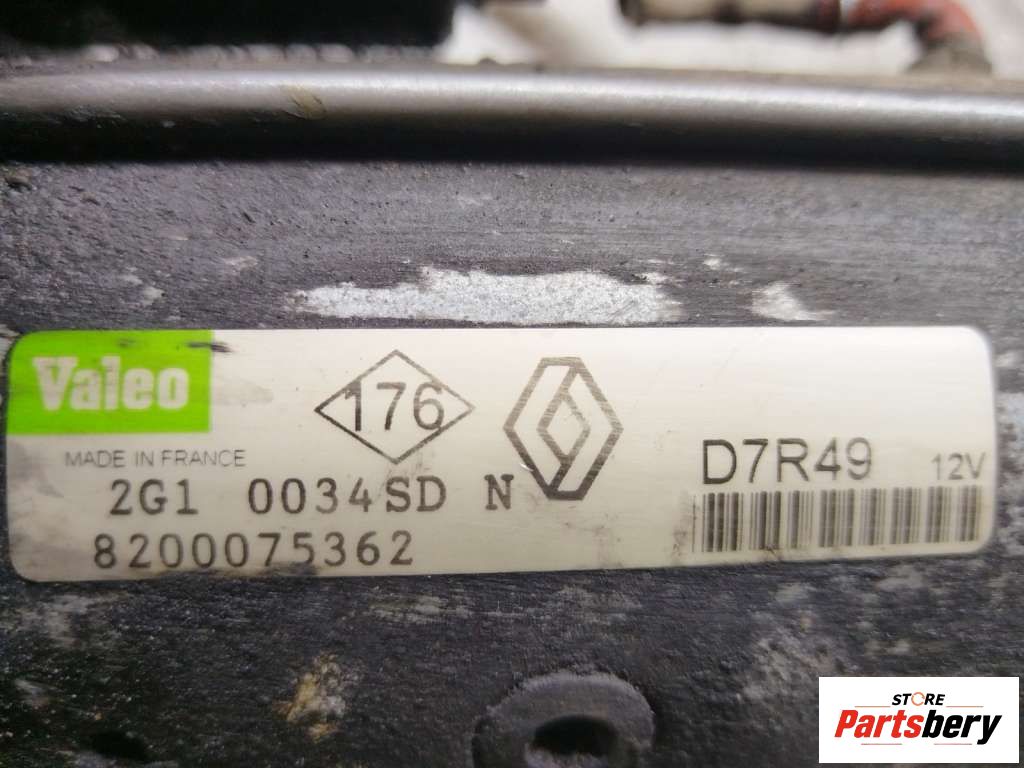 Valeo
176
MADE IN FRANCE
D7R49 12V
2G1 0034SD N
8200075362
STORE
Partsbery